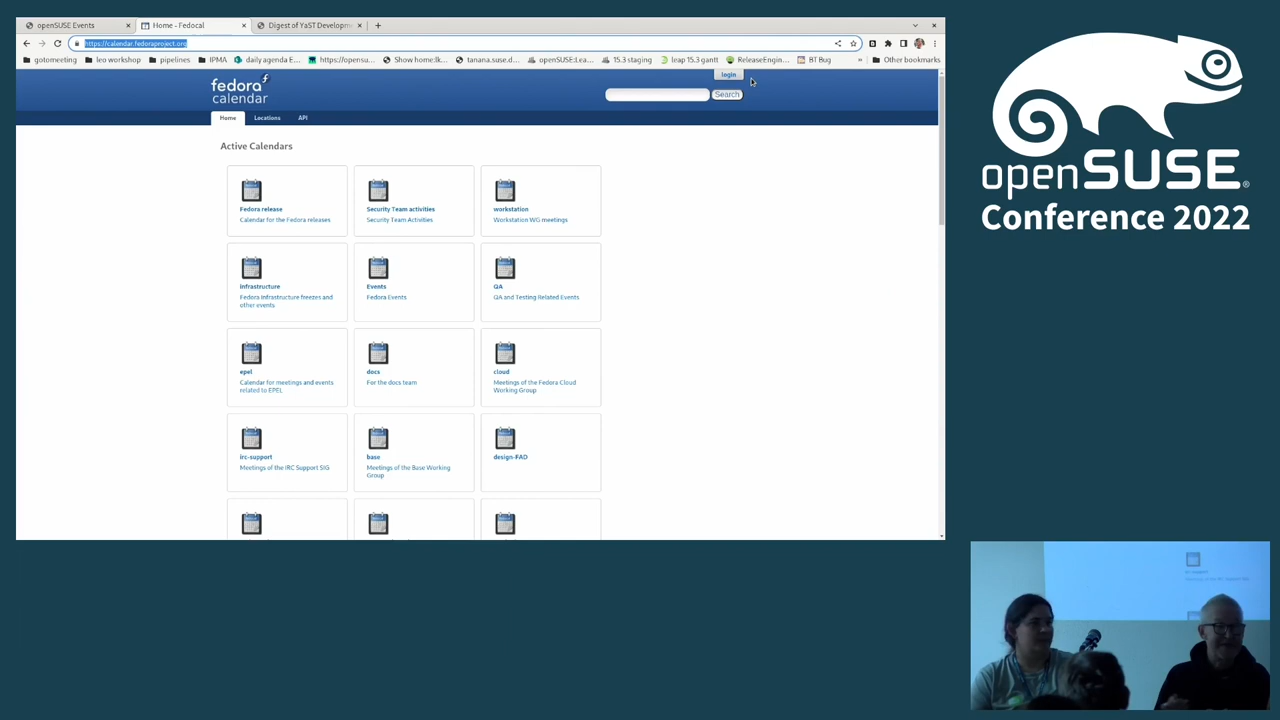 openSUSE Events
Home - Fedocal
Digest of YaST Developm
https://calendar.fedoraproject.org
gotomeeting
leo workshop
pipelines
IPMA
daily agenda E...
https://opensu...
Show home:lk...
tanana.suse.d...
openSUSE:Lea...
15.3 staging
leap 15.3 gantt
ReleaseEngin...
BT Bug
»
Other bookmarks
login
fedora
calendar
Search
Home
Locations
API
Active Calendars
Fedora release
Calendar for the Fedora releases
Security Team activities
Security Team Activities
workstation
Workstation WG meetings
infrastructure
Fedora Infrastructure freezes and
other events
Events
Fedora Events
QA
QA and Testing Related Events
epel
Calendar for meetings and events
related to EPEL
docs
For the docs team
cloud
Meetings of the Fedora Cloud
Working Group
irc-support
Meetings of the IRC Support SIG
base
Meetings of the Base Working
Group
design-FAD
openSUSE®
Conference 2022